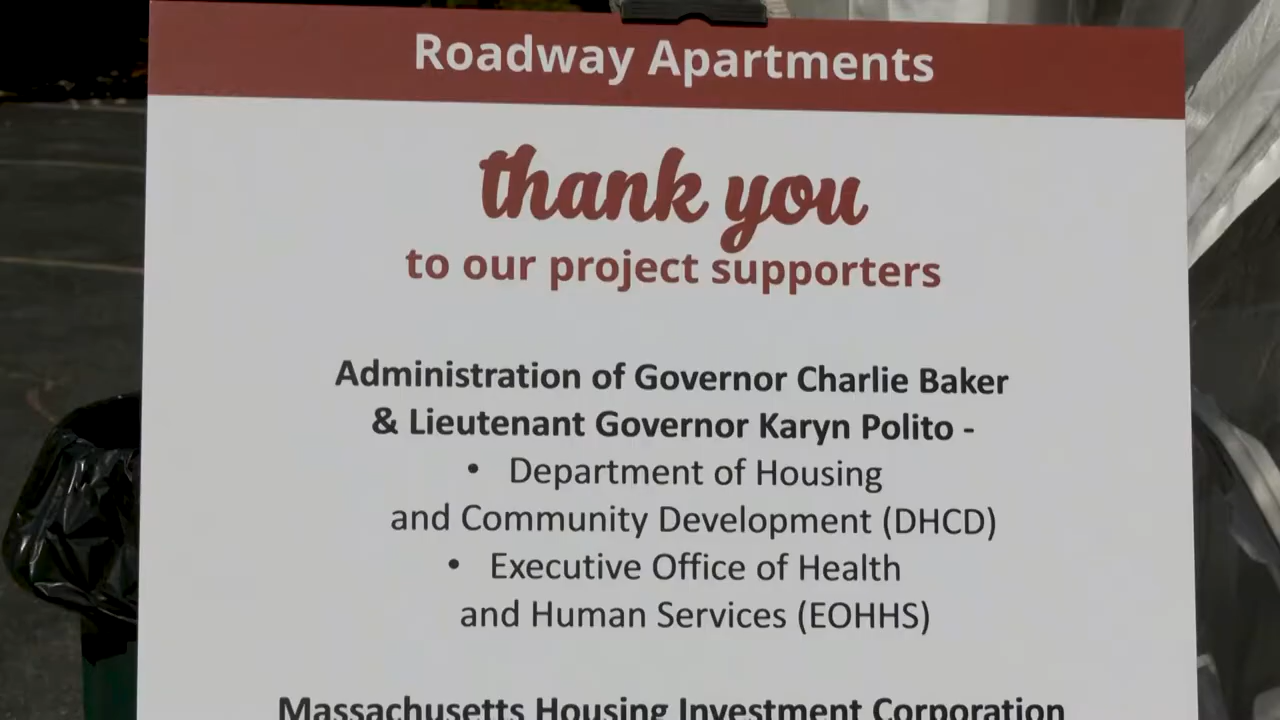 Roadway Apartments
thank you
to our project supporters
Administration of Governor Charlie Baker
& Lieutenant Governor Karyn Polito -
• Department of Housing
and Community Development (DHCD)
• Executive Office of Health
and Human Services (EOHHS)
Massachusetts Housing Investment Corporation